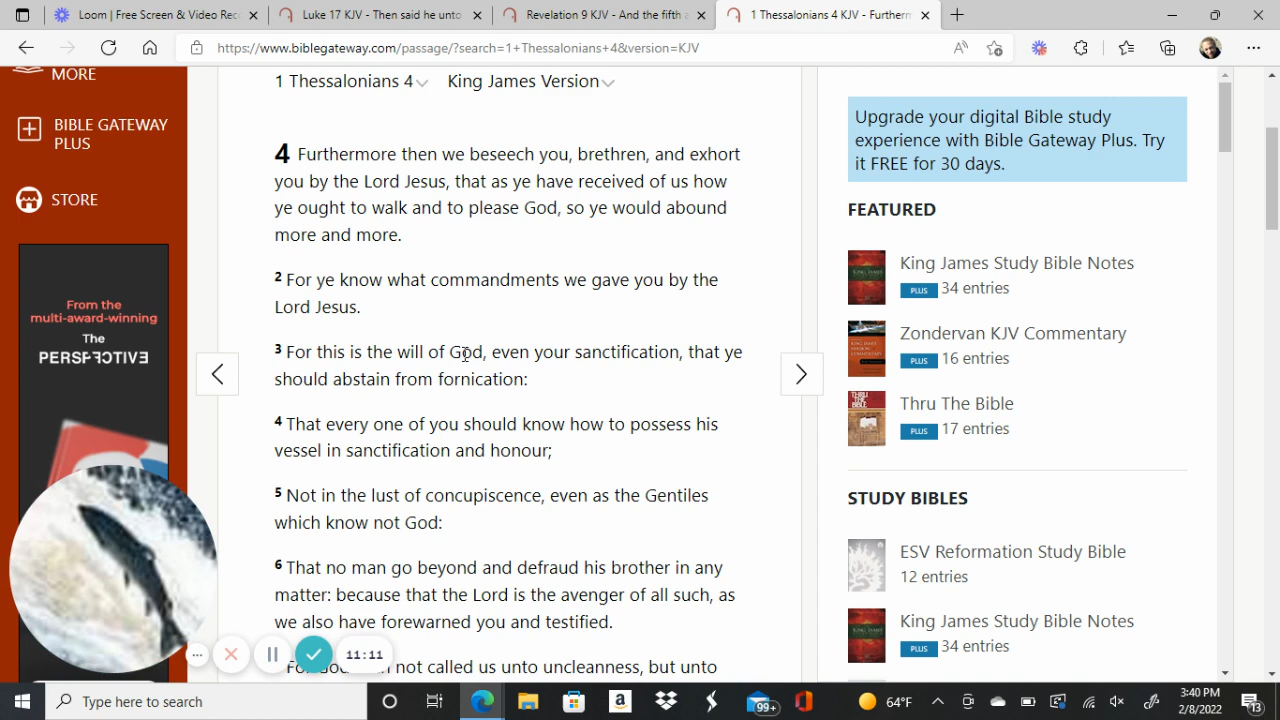 Loom | Free Screen & Video Rec
Luke 17 KJV - Then said he unto
Revelation 9 KJV - And the fifth a
1 Thessalonians 4 KJV - Furtherm
https://www.biblegateway.com/passage/?search=1+Thessalonians+4&version=KJV
MORE
BIBLE GATEWAY
PLUS
STORE
From the
multi-award-winning
The
PERSPECTIVE
1 Thessalonians 4 King James Version
4 Furthermore then we beseech you, brethren, and exhort
you by the Lord Jesus, that as ye have received of us how
ye ought to walk and to please God, so ye would abound
more and more.
2 For ye know what commandments we gave you by the
Lord Jesus.
3 For this is the will of God, even your sanctification, that ye
should abstain from fornication:
4 That every one of you should know how to possess his
vessel in sanctification and honour;
5 Not in the lust of concupiscence, even as the Gentiles
which know not God:
6 That no man go beyond and defraud his brother in any
matter: because that the Lord is the avenger of all such, as
we also have forewarned you and testified.
not called us unto uncleanness, but unto
Upgrade your digital Bible study
experience with Bible Gateway Plus. Try
it FREE for 30 days.
FEATURED
King James Study Bible Notes
PLUS 34 entries
Zondervan KJV Commentary
PLUS 16 entries
THRU THE BIBLE
Thru The Bible
PLUS 17 entries
STUDY BIBLES
ESV Reformation Study Bible
12 entries
King James Study Bible Notes
PLUS 34 entries
11:11
Type here to search
99+
64°F
3:40 PM
2/8/2022
13